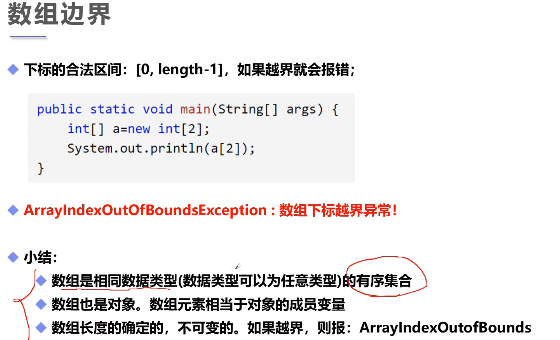 数组边界
下标的合法区间：[0, length-1]，如果越界就会报错；
public static void main(String[] args) {
int[] a=new int[2];
System.out.println(a[2]);
}
ArrayIndexOutOfBoundsException : 数组下标越界异常！
小结：
数组是相同数据类型(数据类型可以为任意类型)的有序集合
数组也是对象。数组元素相当于对象的成员变量
数组长度的确定的，不可变的。如果越界，则报：ArrayIndexOutofBounds